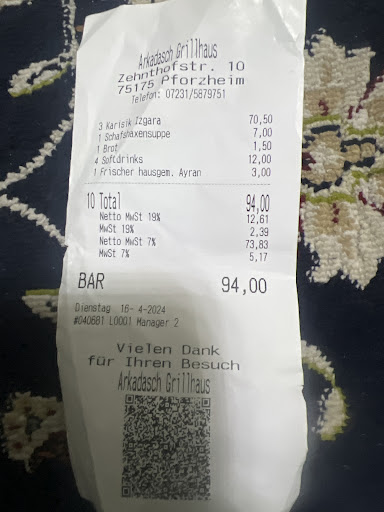 Arkadasch Grillhaus
Zehnthofstr. 10
75175 Pforzheim
Telefon: 07231/5879751
3 Karisik Izgara 70,50
1 Schafshaxensuppe 7,00
1 Brot 1,50
4 Softdrinks 12,00
1 Frischer hausgem. Ayran 3,00
10 Total 94,00
Netto MwSt 19% 12,61
MwSt 19% 2,39
Netto MwSt 7% 73,83
MwSt 7% 5,17
BAR 94,00
Dienstag 16- 4-2024
#040681 L0001 Manager 2
Vielen Dank
für Ihren Besuch
Arkadasch Grillhaus